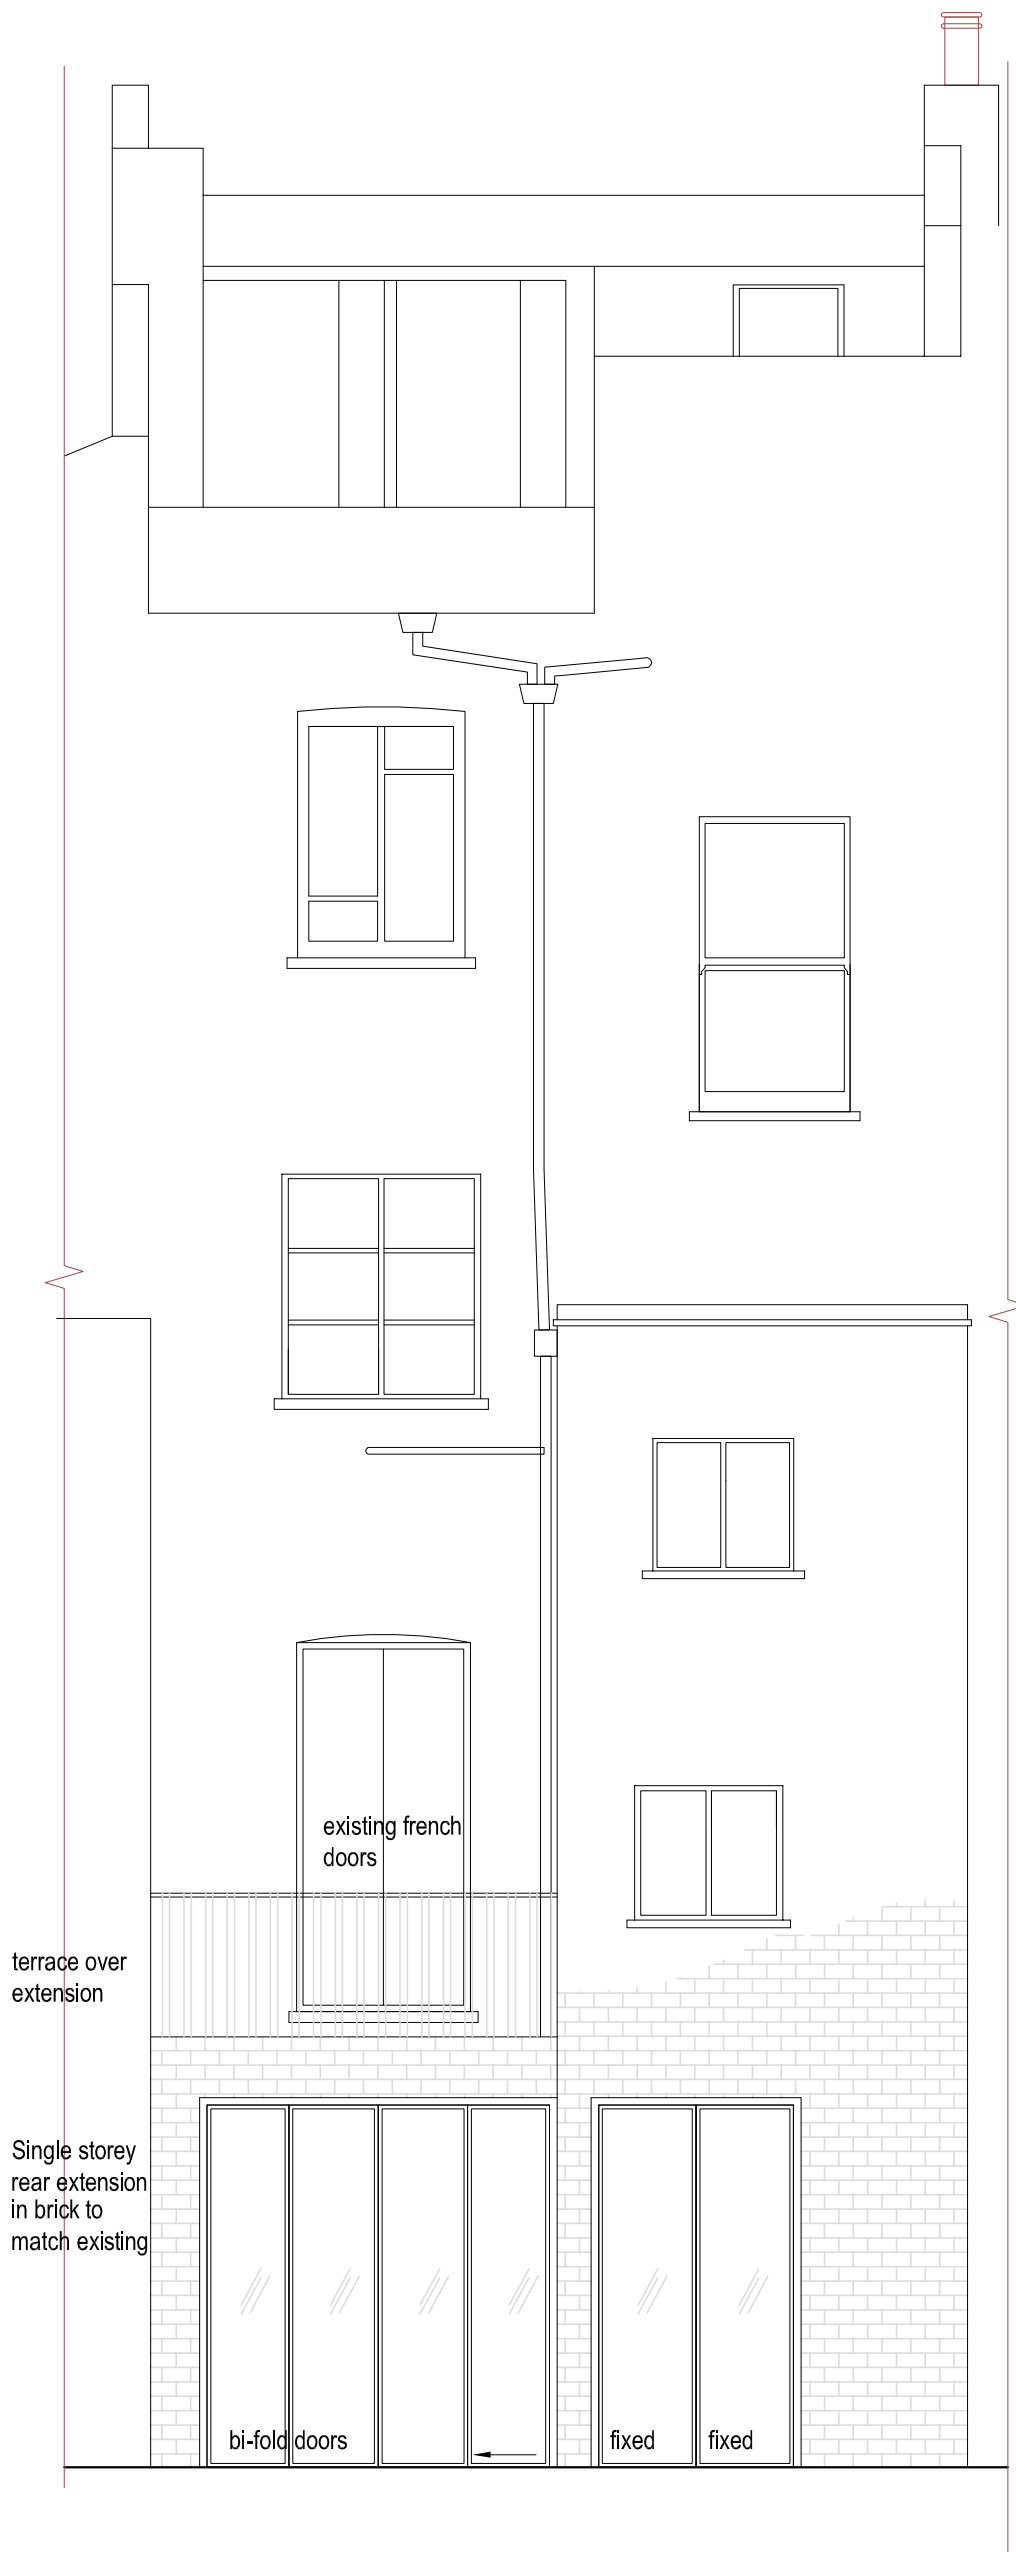 existing french
doors
terrace over
extension
Single storey
rear extension
in brick to
match existing
bi-fold doors
fixed
fixed